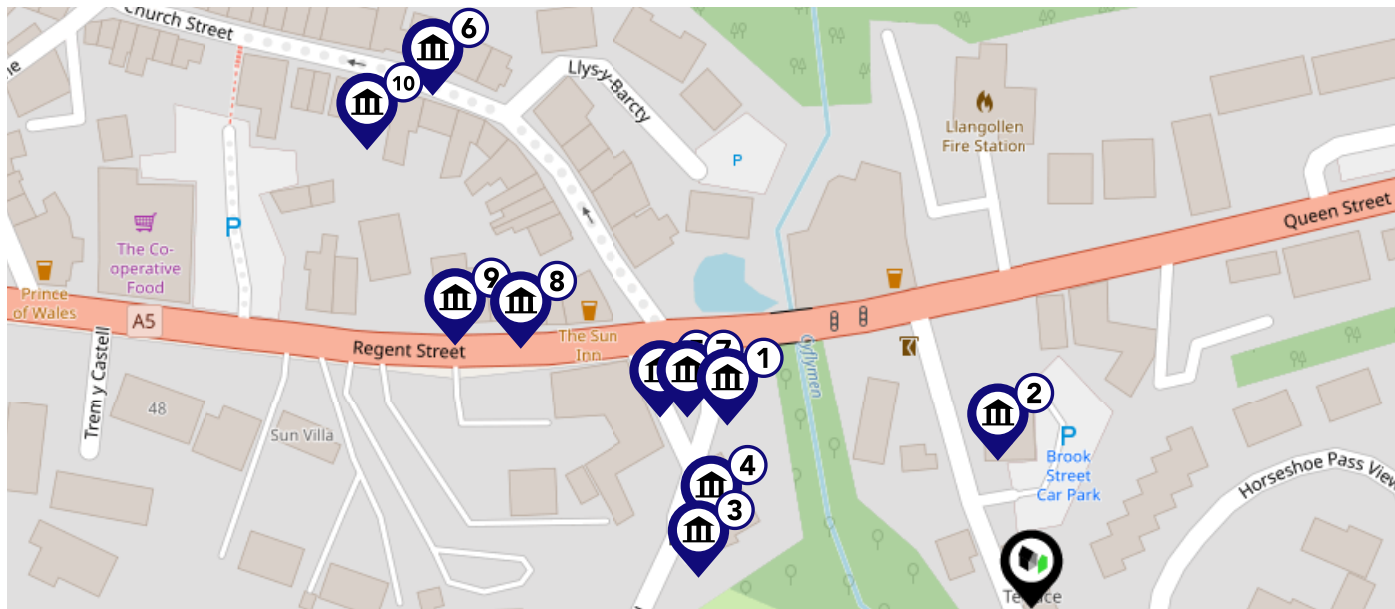 Church Street
6
10
Llys-y-Barcty
P
Llangollen
Fire Station
Queen Street
P
The Co-
operative
Food
Prince
of Wales
A5
9
8
The Sun
Inn
Regent Street
7
1
Cyflymen
Trem y Castell
48
Sun Villa
2
P
Brook
Street
Car Park
Horseshoe Pass View
4
3